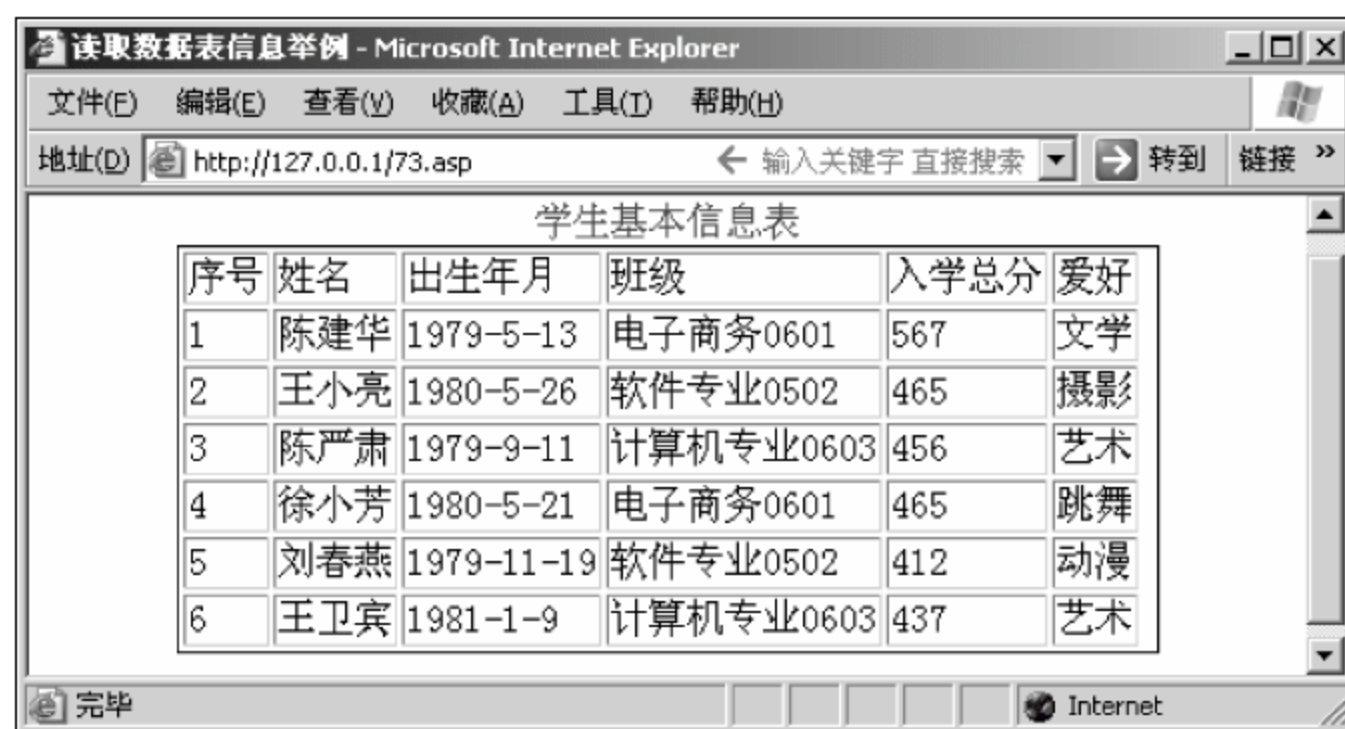 读取数据表信息举例 - Microsoft Internet Explorer
文件(F) 编辑(E) 查看(V) 收藏(A) 工具(T) 帮助(H)
地址(D) http://127.0.0.1/73.asp 输入关键字 直接搜索 转到 链接 »
学生基本信息表
序号 姓名 出生年月 班级 入学总分 爱好
1 陈建华 1979-5-13 电子商务0601 567 文学
2 王小亮 1980-5-26 软件专业0502 465 摄影
3 陈严肃 1979-9-11 计算机专业0603 456 艺术
4 徐小芳 1980-5-21 电子商务0601 465 跳舞
5 刘春燕 1979-11-19 软件专业0502 412 动漫
6 王卫宾 1981-1-9 计算机专业0603 437 艺术
完毕 Internet